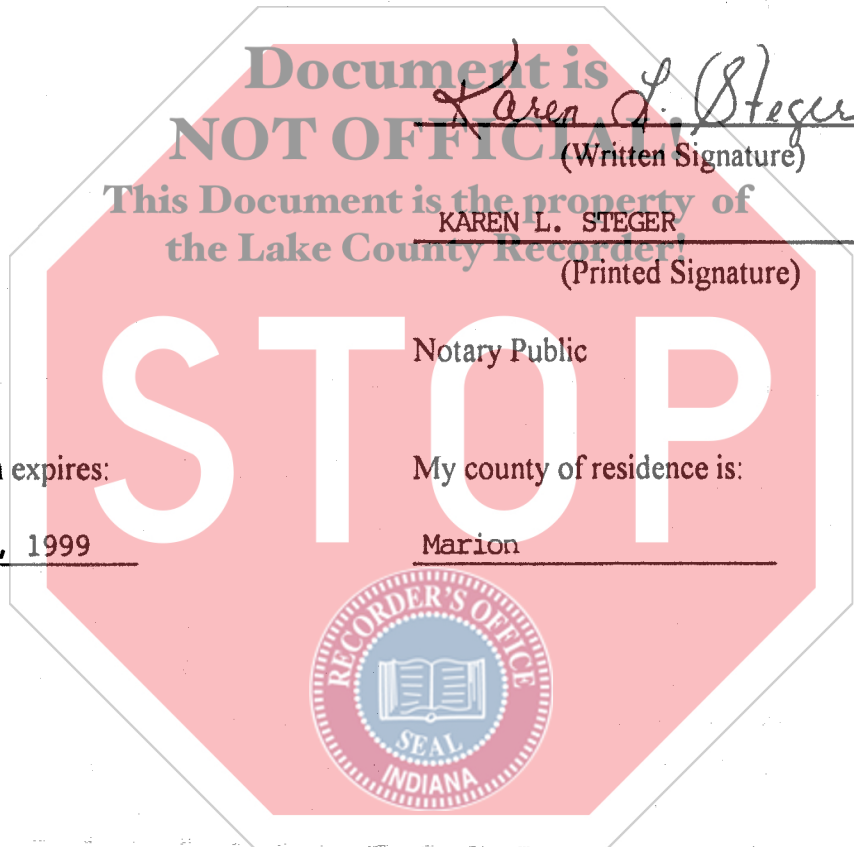 Document is
NOT OFFICIAL!
This Document is the property of
the Lake County Recorder!
Karen L. Steger
(Written Signature)
KAREN L. STEGER
(Printed Signature)
Notary Public
expires:
My county of residence is:
, 1999
Marion
STOP
RECORDER'S OFFICE
SEAL
INDIANA